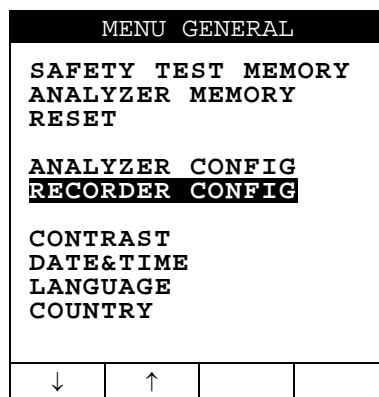 MENU GENERAL
SAFETY TEST MEMORY
ANALYZER MEMORY
RESET
ANALYZER CONFIG
RECORDER CONFIG
CONTRAST
DATE&TIME
LANGUAGE
COUNTRY
↓ ↑